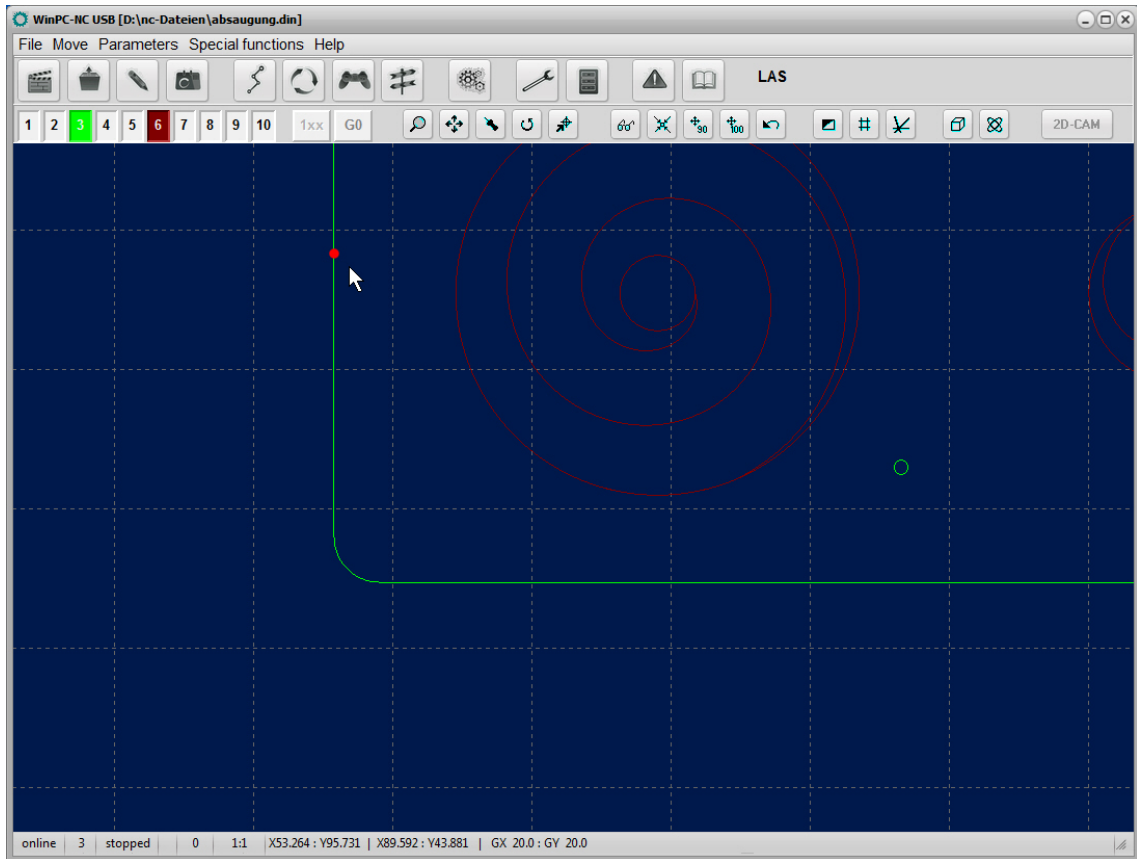 WinPC-NC USB [D:\nc-Dateien\absaugung.din]
File Move Parameters Special functions Help
C LAS
1 2 3 4 5 6 7 8 9 10 1xx G0 90 100 2D-CAM
online 3 stopped 0 1:1 X53.264 : Y95.731 | X89.592 : Y43.881 | GX 20.0 : GY 20.0